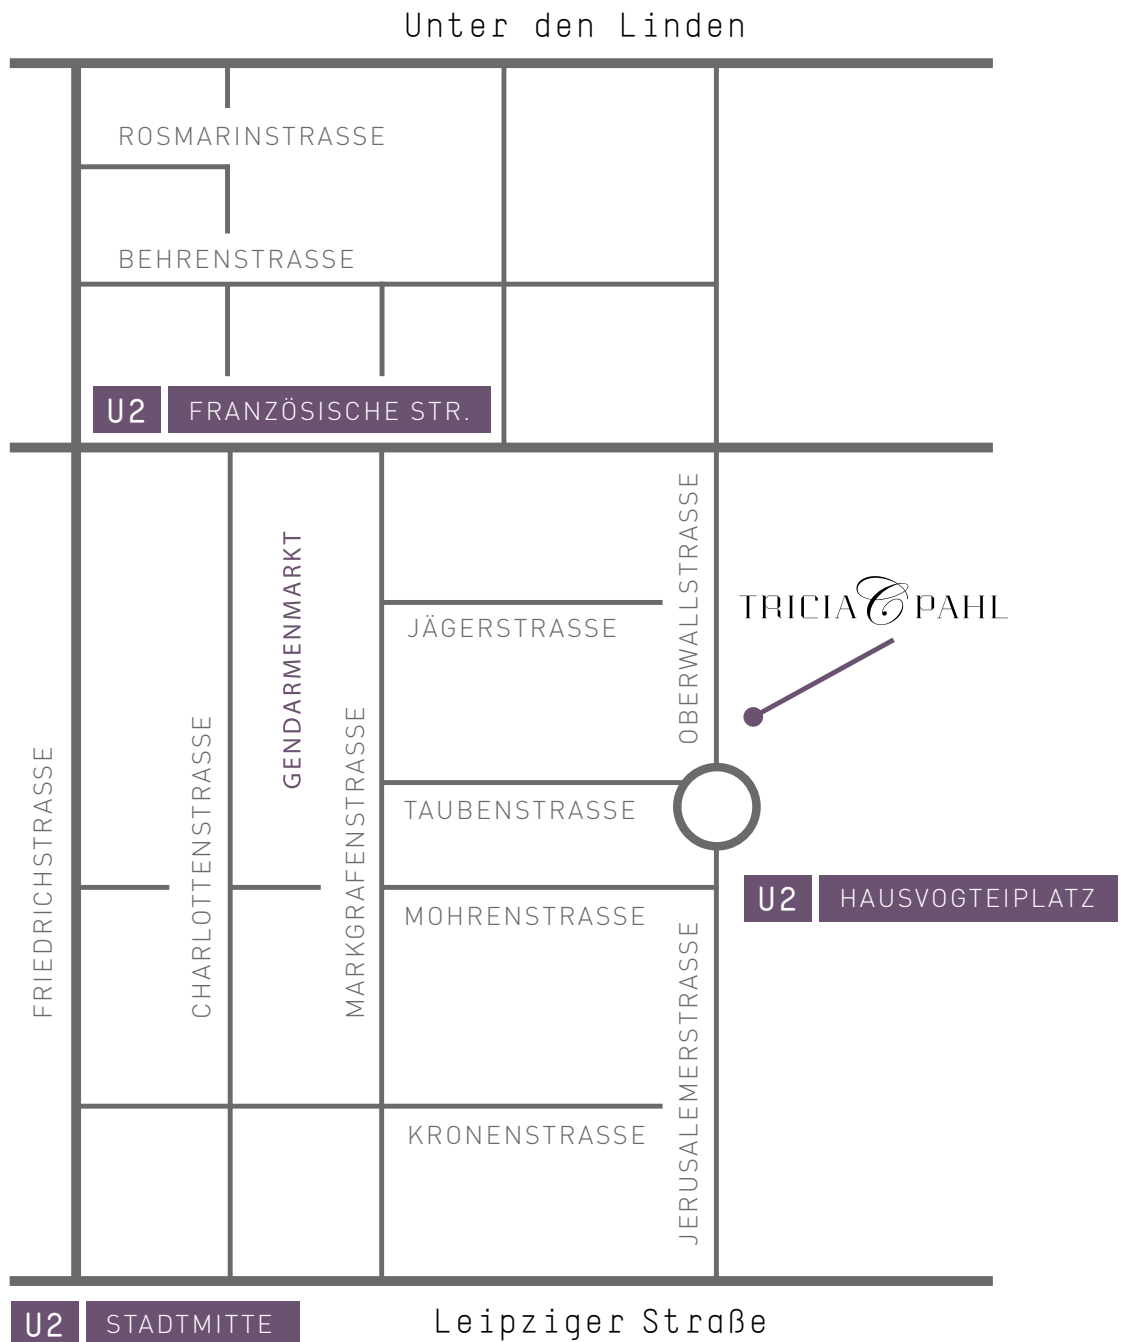 Unter den Linden
ROSMARINSTRASSE
BEHRENSTRASSE
U2 FRANZÖSISCHE STR.
OBERWALLSTRASSE
GENDARMENMARKT
TRICIA C PAHL
JÄGERSTRASSE
MARKGRAFENSTRASSE
CHARLOTTENSTRASSE
FRIEDRICHSTRASSE
TAUBENSTRASSE
U2 HAUSVOGTEIPLATZ
MOHRENSTRASSE
JERUSALEMERSTRASSE
KRONENSTRASSE
U2 STADTMITTE
Leipziger Straße